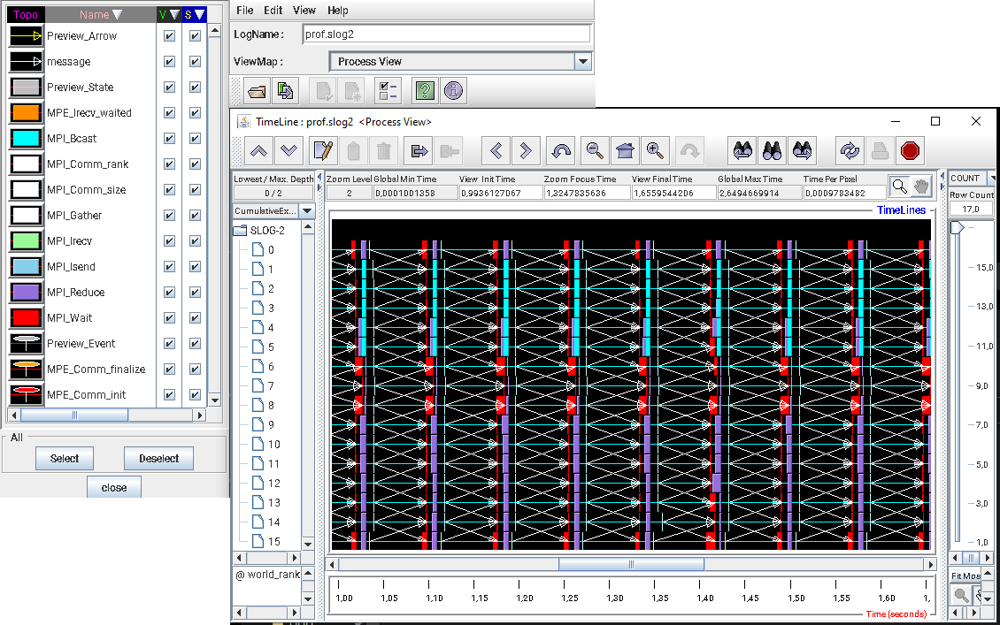 Topo Name V S
Preview_Arrow
message
Preview_State
MPE_Irecv_waited
MPI_Bcast
MPI_Comm_rank
MPI_Comm_size
MPI_Gather
MPI_Irecv
MPI_Isend
MPI_Reduce
MPI_Wait
Preview_Event
MPE_Comm_finalize
MPE_Comm_init
All
Select Deselect
close
File Edit View Help
LogName : prof.slog2
ViewMap : Process View
TimeLine : prof.slog2 <Process View>
Lowest / Max. Depth Zoom Level Global Min Time View Init Time Zoom Focus Time View Final Time Global Max Time Time Per Pixel
0 / 2 2 0,0001001358 0,9936127067 1,3247835636 1,6559544206 2,6494669914 0,0009783482
CumulativeEx...
TimeLines
SLOG-2
0
1
2
3
4
5
6
7
8
9
10
11
12
13
14
15
@ world_rank
1,00 1,05 1,10 1,15 1,20 1,25 1,30 1,35 1,40 1,45 1,50 1,55 1,60 1,
Time (seconds)
COUNT
Row Count
17,0
15,0
13,0
11,0
9,0
7,0
5,0
3,0
1,0
Fit Mos